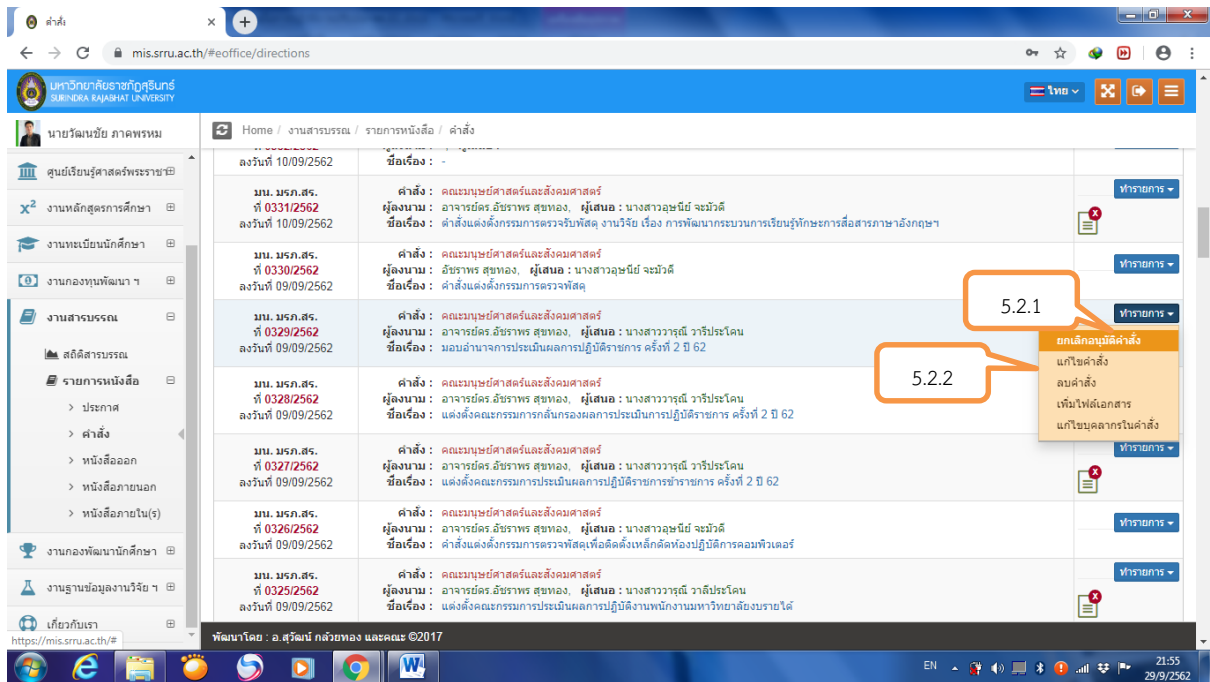 คำสั่ง
mis.srru.ac.th/#eoffice/directions
มหาวิทยาลัยราชภัฏสุรินทร์
SURINDRA RAJABHAT UNIVERSITY
ไทย
นายวัฒนชัย ภาคพรหม
Home / งานสารบรรณ / รายการหนังสือ / คำสั่ง
ศูนย์เรียนรู้ศาสตร์พระราชา
งานหลักสูตรการศึกษา
งานทะเบียนนักศึกษา
งานกองทุนพัฒนา ฯ
งานสารบรรณ
สถิติสารบรรณ
รายการหนังสือ
ประกาศ
คำสั่ง
หนังสือออก
หนังสือภายนอก
หนังสือภายใน(ร)
งานกองพัฒนานักศึกษา
งานฐานข้อมูลงานวิจัย ฯ
เกี่ยวกับเรา
https://mis.srru.ac.th/#
ลงวันที่ 10/09/2562
ชื่อเรื่อง : -
มน. มรภ.สร.
ที่ 0331/2562
ลงวันที่ 10/09/2562
คำสั่ง : คณะมนุษย์ศาสตร์และสังคมศาสตร์
ผู้ลงนาม : อาจารย์ดร.อัชราพร สุขทอง, ผู้เสนอ : นางสาวอุษนีย์ จะมัวดี
ชื่อเรื่อง : คำสั่งแต่งตั้งกรรมการตรวจรับพัสดุ งานวิจัย เรื่อง การพัฒนากระบวนการเรียนรู้ทักษะการสื่อสารภาษาอังกฤษฯ
ทำรายการ
มน. มรภ.สร.
ที่ 0330/2562
ลงวันที่ 09/09/2562
คำสั่ง : คณะมนุษย์ศาสตร์และสังคมศาสตร์
ผู้ลงนาม : อัชราพร สุขทอง, ผู้เสนอ : นางสาวอุษนีย์ จะมัวดี
ชื่อเรื่อง : คำสั่งแต่งตั้งกรรมการตรวจพัสดุ
ทำรายการ
มน. มรภ.สร.
ที่ 0329/2562
ลงวันที่ 09/09/2562
คำสั่ง : คณะมนุษย์ศาสตร์และสังคมศาสตร์
ผู้ลงนาม : อาจารย์ดร.อัชราพร สุขทอง, ผู้เสนอ : นางสาววารุณี วารีประโคน
ชื่อเรื่อง : มอบอำนาจการประเมินผลการปฏิบัติราชการ ครั้งที่ 2 ปี 62
ทำรายการ
5.2.1
5.2.2
ยกเลิกอนุมัติคำสั่ง
แก้ไขคำสั่ง
ลบคำสั่ง
เพิ่มไฟล์เอกสาร
แก้ไขบุคลากรในคำสั่ง
มน. มรภ.สร.
ที่ 0328/2562
ลงวันที่ 09/09/2562
คำสั่ง : คณะมนุษย์ศาสตร์และสังคมศาสตร์
ผู้ลงนาม : อาจารย์ดร.อัชราพร สุขทอง, ผู้เสนอ : นางสาววารุณี วารีประโคน
ชื่อเรื่อง : แต่งตั้งคณะกรรมการกลั่นกรองผลการประเมินการปฏิบัติราชการ ครั้งที่ 2 ปี 62
มน. มรภ.สร.
ที่ 0327/2562
ลงวันที่ 09/09/2562
คำสั่ง : คณะมนุษย์ศาสตร์และสังคมศาสตร์
ผู้ลงนาม : อาจารย์ดร.อัชราพร สุขทอง, ผู้เสนอ : นางสาววารุณี วารีประโคน
ชื่อเรื่อง : แต่งตั้งคณะกรรมการประเมินผลการปฏิบัติราชการข้าราชการ ครั้งที่ 2 ปี 62
ทำรายการ
มน. มรภ.สร.
ที่ 0326/2562
ลงวันที่ 09/09/2562
คำสั่ง : คณะมนุษย์ศาสตร์และสังคมศาสตร์
ผู้ลงนาม : อาจารย์ดร.อัชราพร สุขทอง, ผู้เสนอ : นางสาวอุษนีย์ จะมัวดี
ชื่อเรื่อง : คำสั่งแต่งตั้งกรรมการตรวจพัสดุเพื่อติดตั้งเหล็กดัดห้องปฏิบัติการคอมพิวเตอร์
ทำรายการ
มน. มรภ.สร.
ที่ 0325/2562
ลงวันที่ 09/09/2562
คำสั่ง : คณะมนุษย์ศาสตร์และสังคมศาสตร์
ผู้ลงนาม : อาจารย์ดร.อัชราพร สุขทอง, ผู้เสนอ : นางสาววารุณี วาลีประโคน
ชื่อเรื่อง : แต่งตั้งคณะกรรมการประเมินผลการปฏิบัติงานพนักงานมหาวิทยาลัยงบรายได้
ทำรายการ
พัฒนาโดย : อ.สุวัฒน์ กล้วยทอง และคณะ ©2017
EN
21:55
29/9/2562